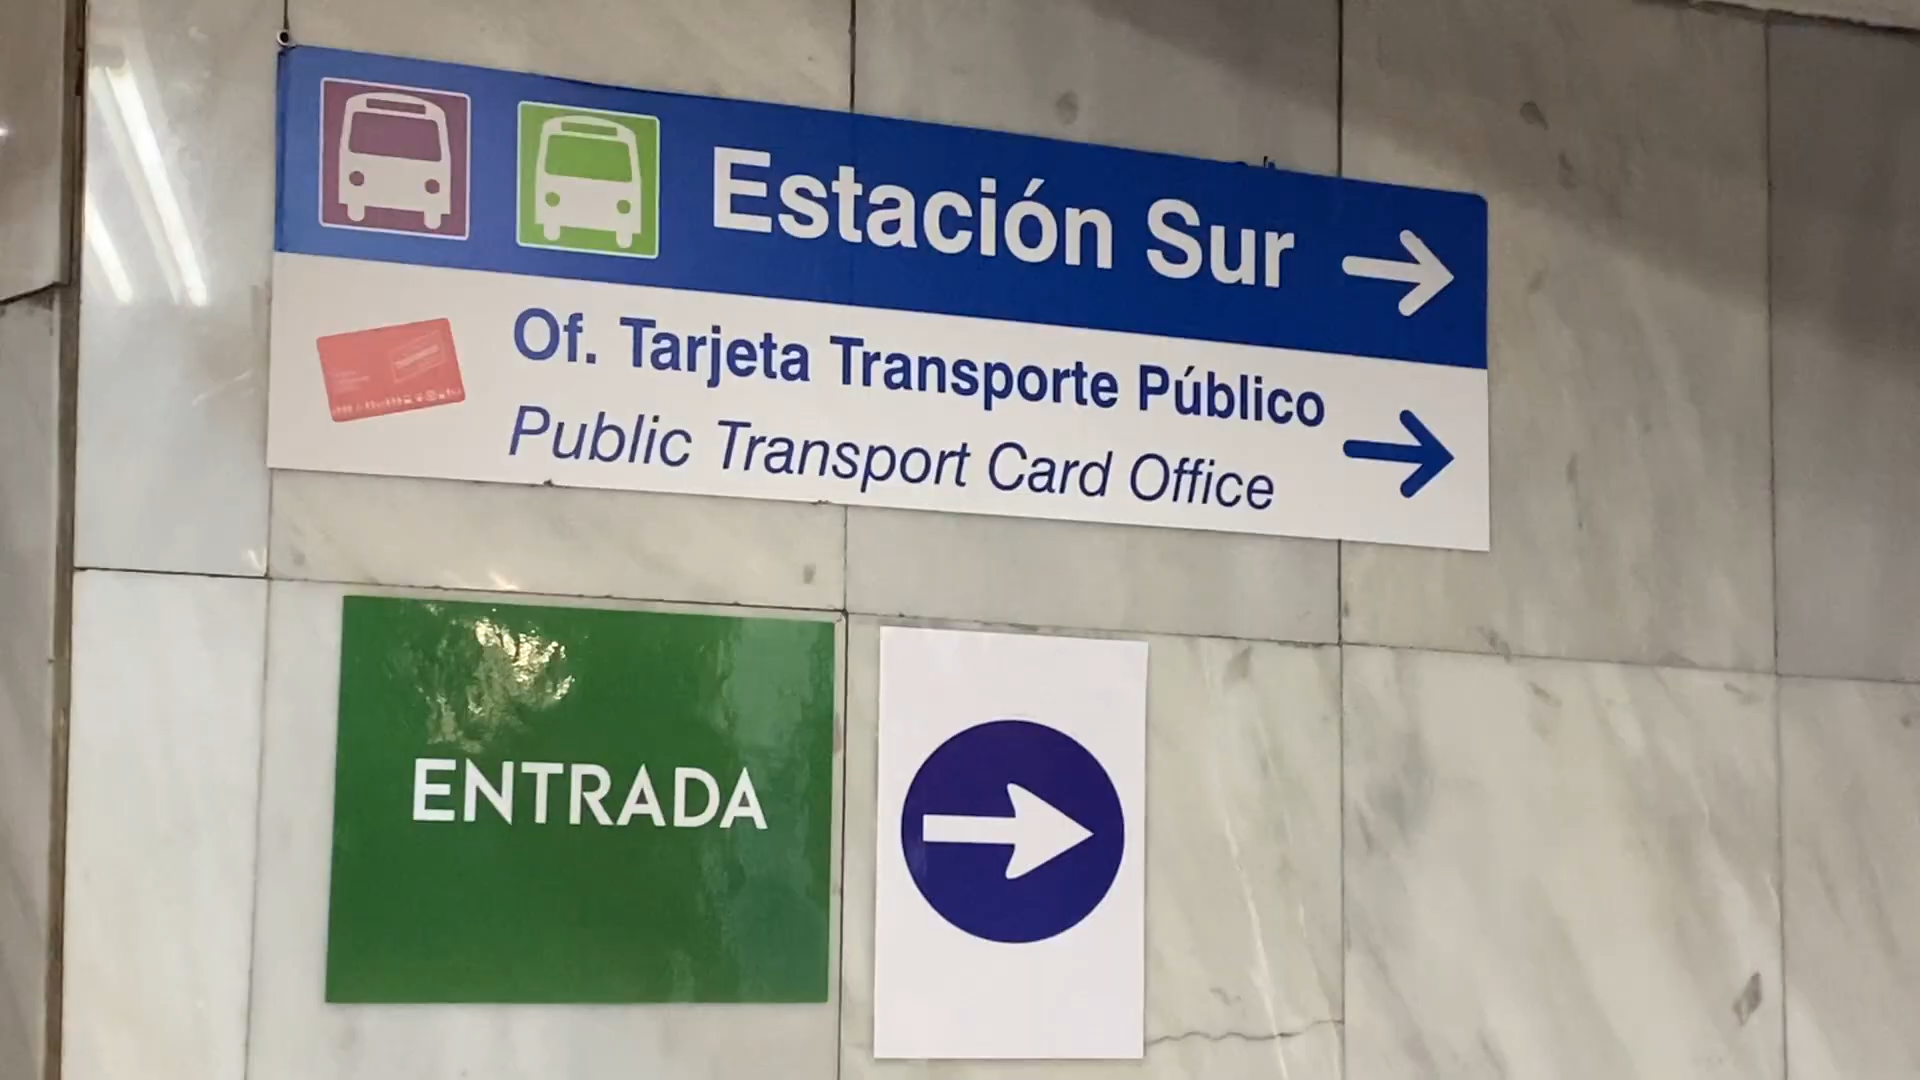 Estación Sur
Of. Tarjeta Transporte Público
Public Transport Card Office
ENTRADA